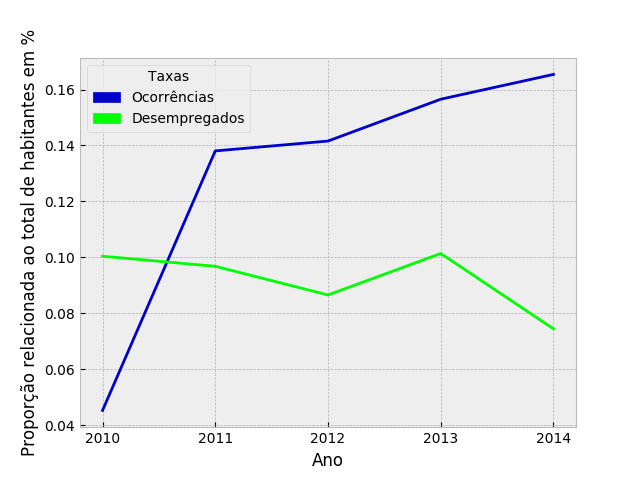 Proporção relacionada ao total de habitantes em %
0.16
0.14
0.12
0.10
0.08
0.06
0.04
Taxas
Ocorrências
Desempregados
2010 2011 2012 2013 2014
Ano